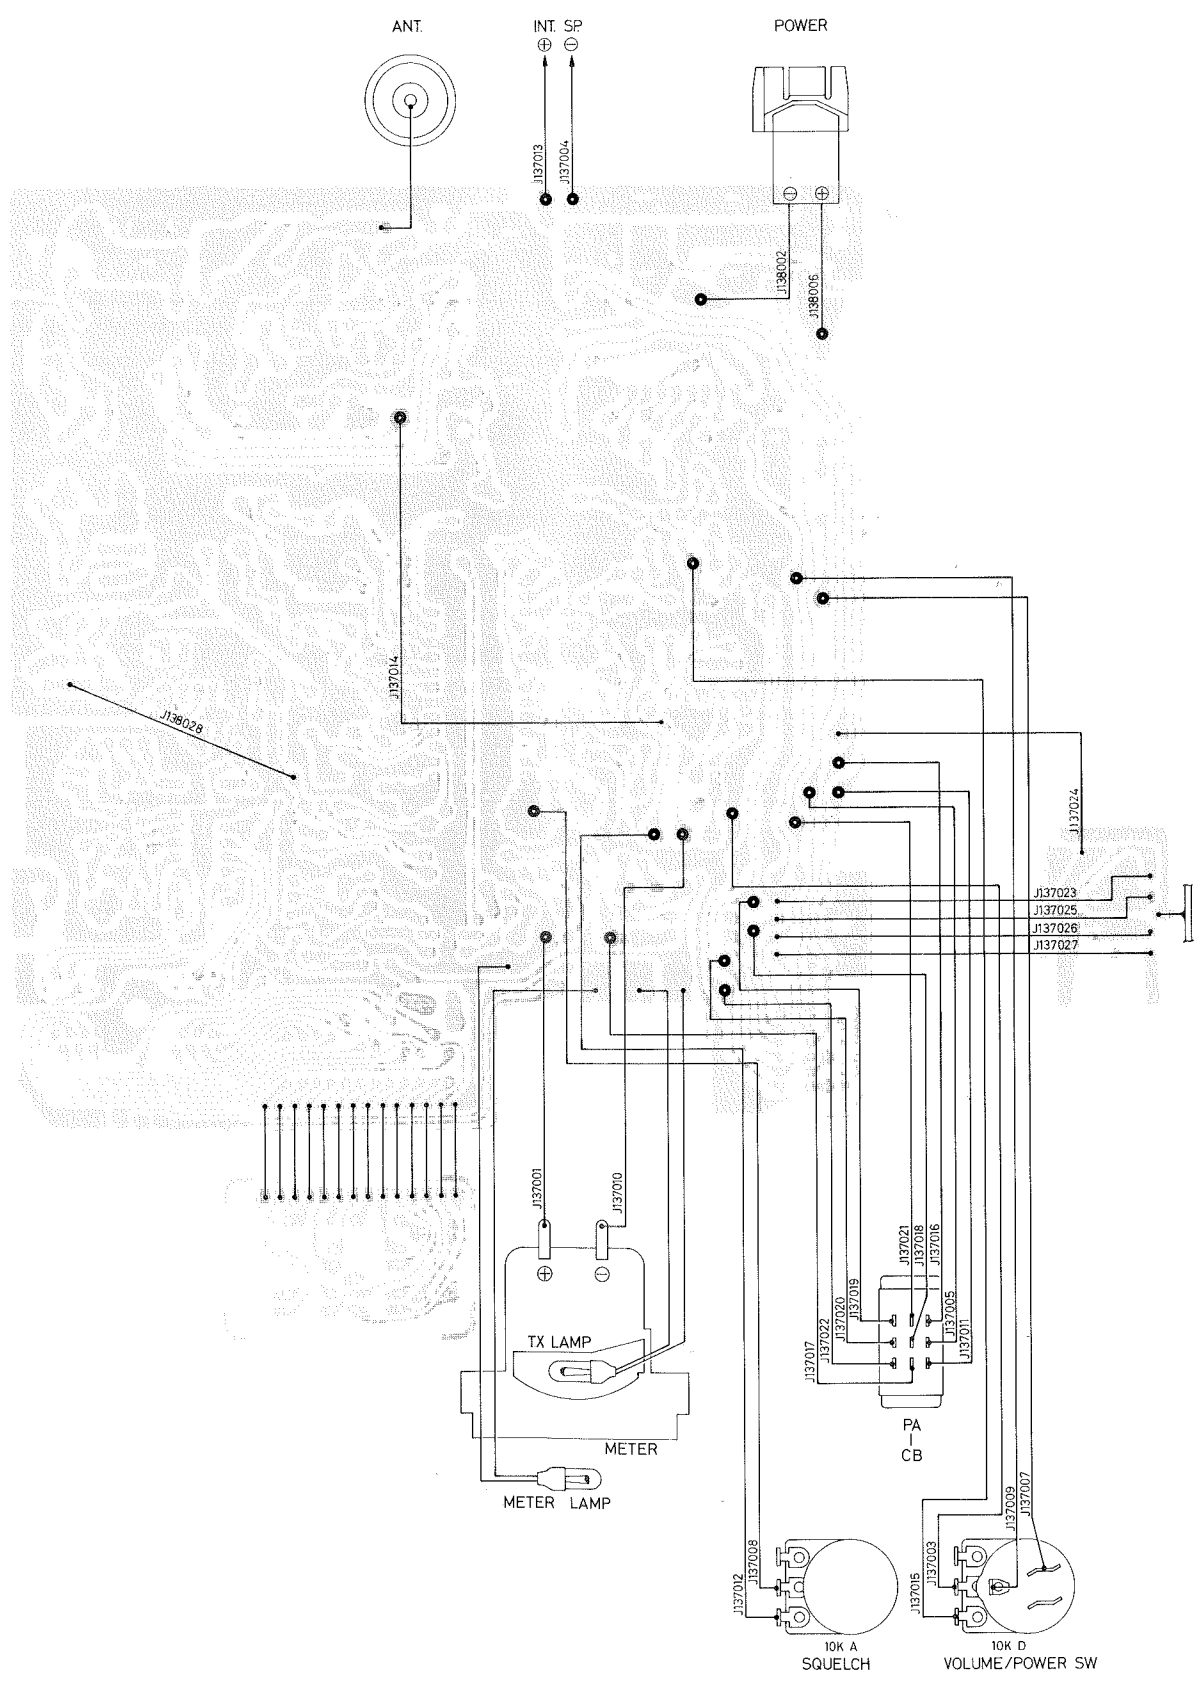 ANT.
INT. SP.
⊕ ⊖
POWER
J137013
J137004
⊖ ⊕
J138002
J138006
J137014
J138028
J137024
J137023
J137025
J137026
J137027
J137001
J137010
⊕ ⊖
TX LAMP
METER
METER LAMP
J137021
J137018
J137016
J137019
J137020
J137022
J137017
J137005
J137011
PA
CB
J137012
J137008
J137015
J137003
J137009
J137007
10K A
SQUELCH
10K D
VOLUME/POWER SW